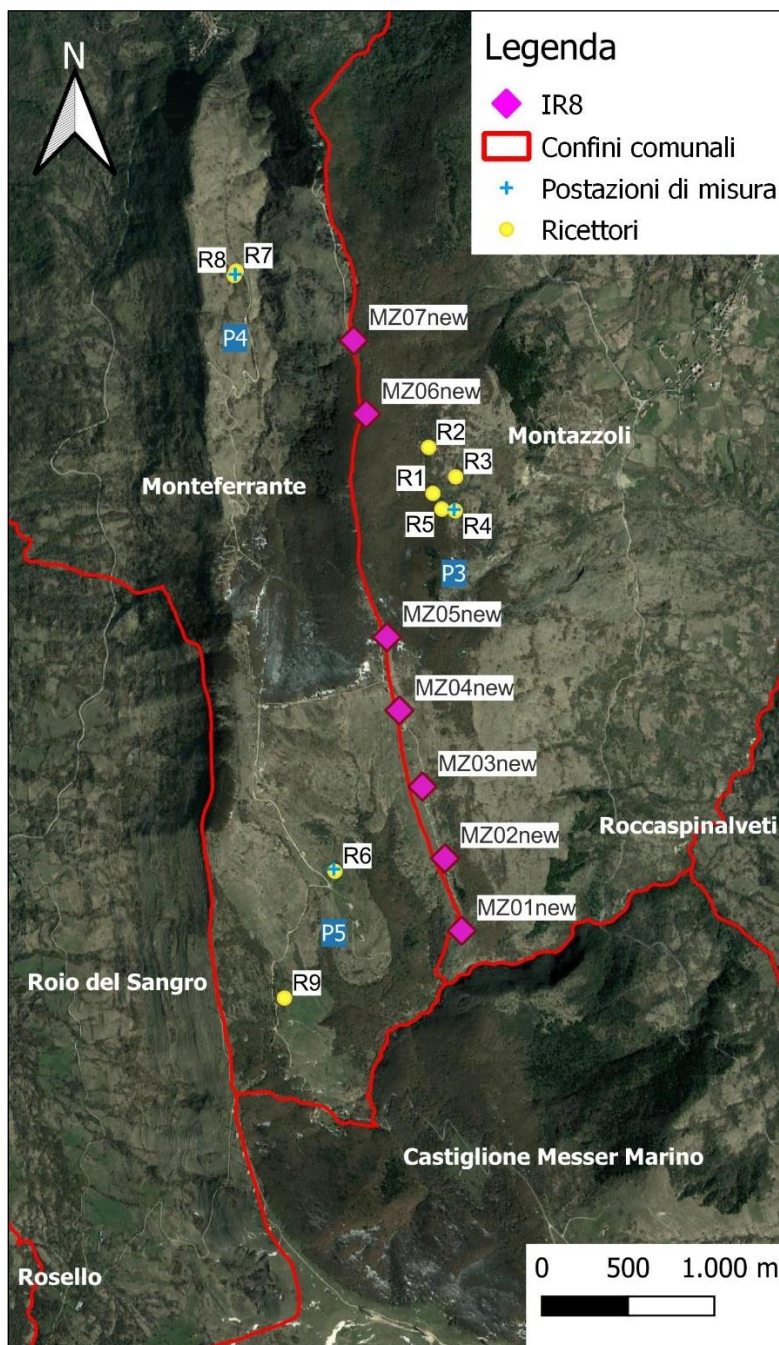 N
Legenda
IR8
Confini comunali
Postazioni di misura
Ricettori
R8
R7
P4
MZ07new
MZ06new
R2
Montazzoli
R3
Monteferrante
R1
R5
R4
P3
MZ05new
MZ04new
MZ03new
Roccaspinalveti
R6
MZ02new
MZ01new
P5
Roio del Sangro
R9
Castiglione Messer Marino
Rosello
0 500 1.000 m